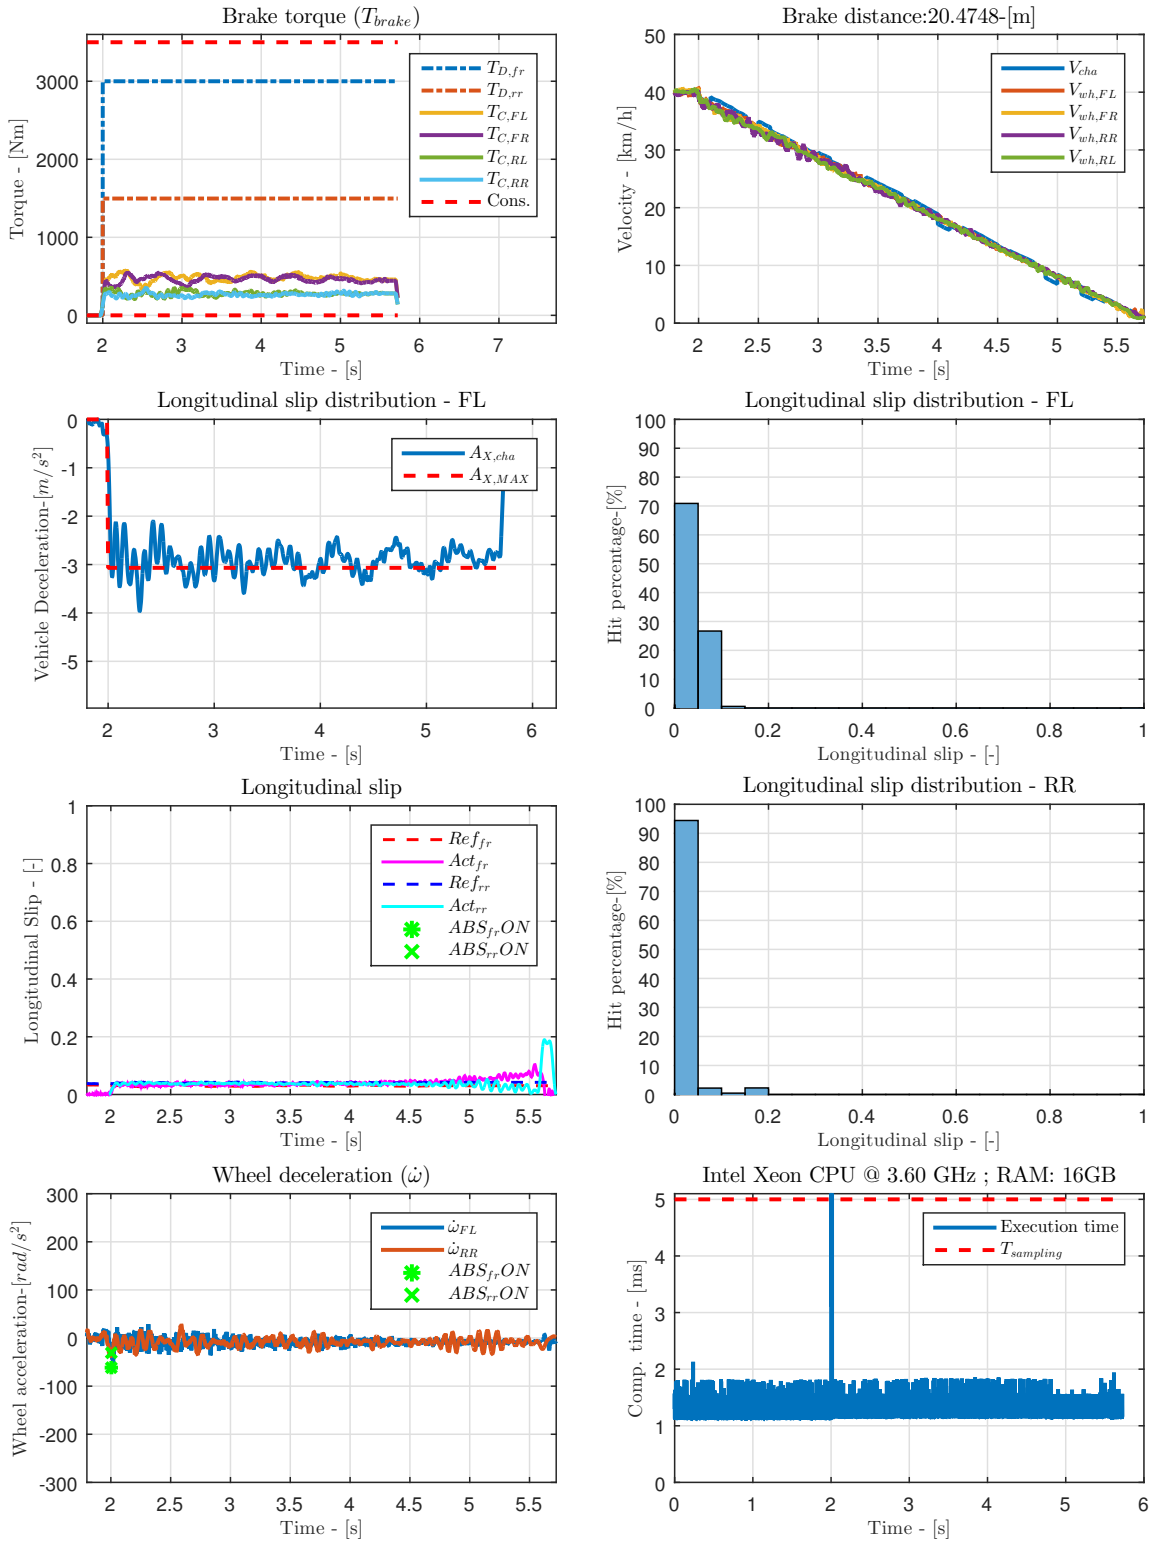 Brake torque (T_brake)
Torque - [Nm]
3000
2000
1000
0
T_D,fr
T_D,rr
T_C,FL
T_C,FR
T_C,RL
T_C,RR
Cons.
2 3 4 5 6 7
Time - [s]
Brake distance:20.4748-[m]
Velocity - [km/h]
50
40
30
20
10
0
V_cha
V_wh,FL
V_wh,FR
V_wh,RR
V_wh,RL
2 2.5 3 3.5 4 4.5 5 5.5
Time - [s]
Longitudinal slip distribution - FL
Vehicle Deceleration-[m/s²]
0
-1
-2
-3
-4
-5
A_X,cha
A_X,MAX
2 3 4 5 6
Time - [s]
Longitudinal slip distribution - FL
Hit percentage-[%]
100
90
80
70
60
50
40
30
20
10
0
0 0.2 0.4 0.6 0.8 1
Longitudinal slip - [-]
Longitudinal slip
Longitudinal Slip - [-]
1
0.8
0.6
0.4
0.2
0
Ref_fr
Act_fr
Ref_rr
Act_rr
ABS_frON
ABS_rrON
2 2.5 3 3.5 4 4.5 5 5.5
Time - [s]
Longitudinal slip distribution - RR
Hit percentage-[%]
100
90
80
70
60
50
40
30
20
10
0
0 0.2 0.4 0.6 0.8 1
Longitudinal slip - [-]
Wheel deceleration (ω̇)
Wheel acceleration-[rad/s²]
300
200
100
0
-100
-200
-300
ω̇_FL
ω̇_RR
ABS_frON
ABS_rrON
2 2.5 3 3.5 4 4.5 5 5.5
Time - [s]
Intel Xeon CPU @ 3.60 GHz ; RAM: 16GB
Comp. time - [ms]
5
4
3
2
1
0
Execution time
T_sampling
0 1 2 3 4 5 6
Time - [s]